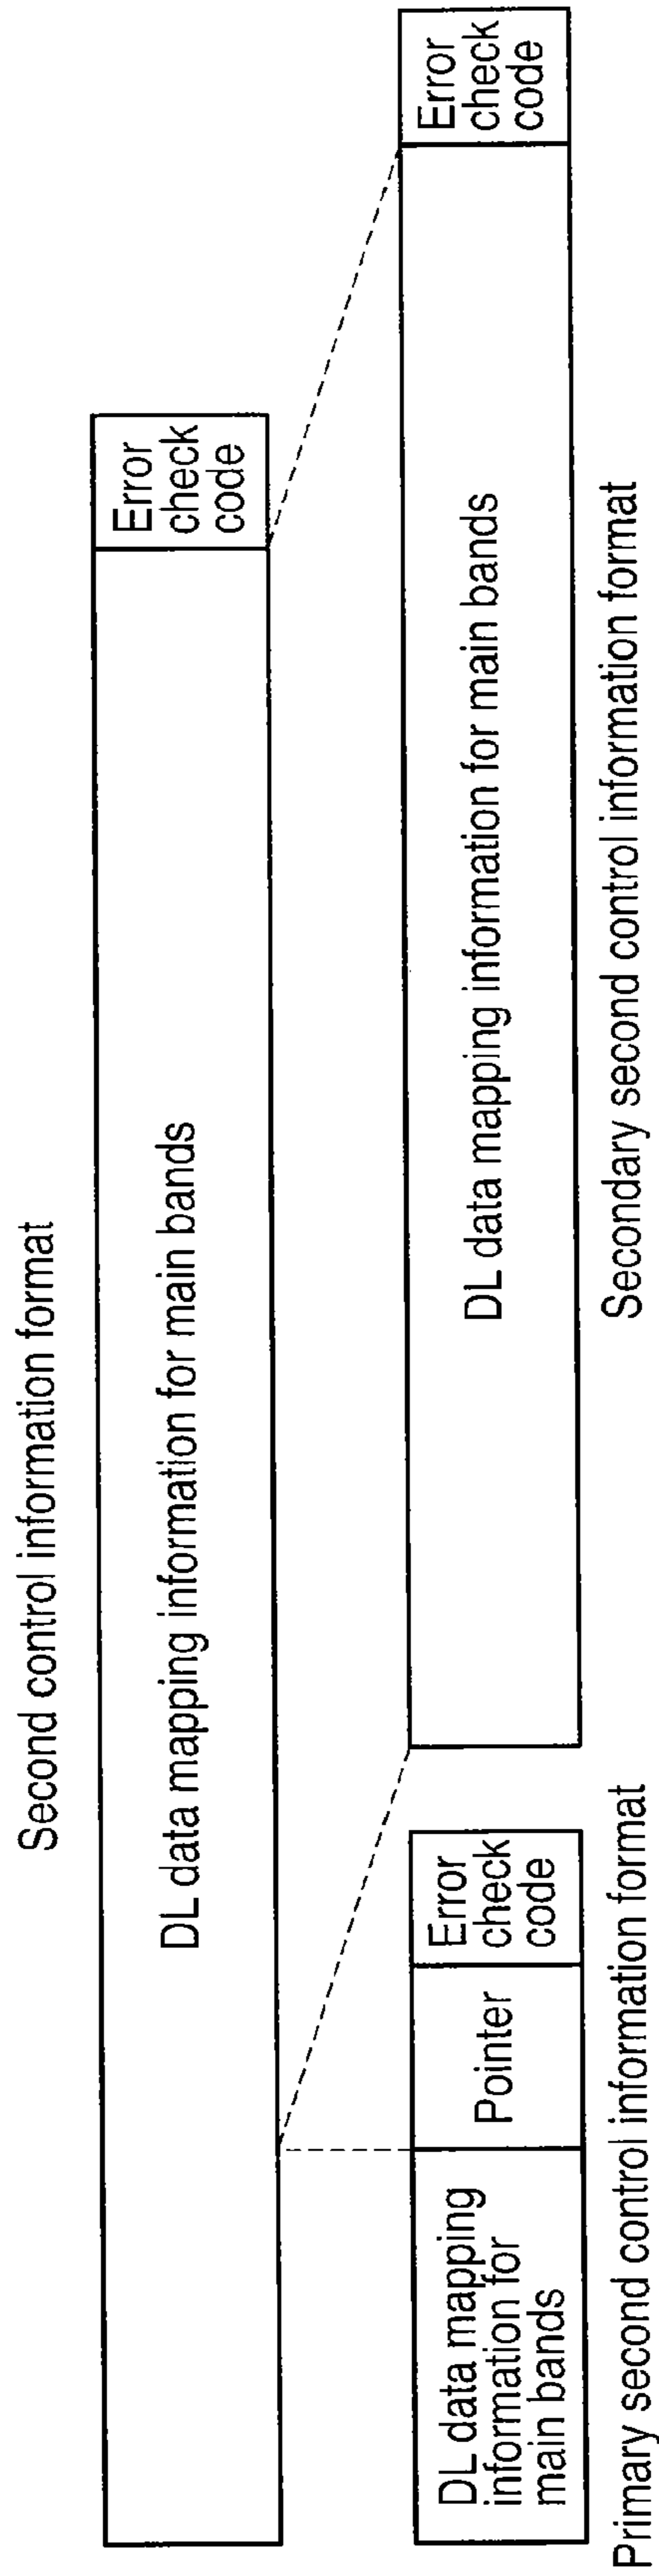 Second control information format
DL data mapping information for main bands
Error
check
code
DL data mapping
information for
main bands
Pointer
Error
check
code
DL data mapping information for main bands
Error
check
code
Primary second control information format
Secondary second control information format